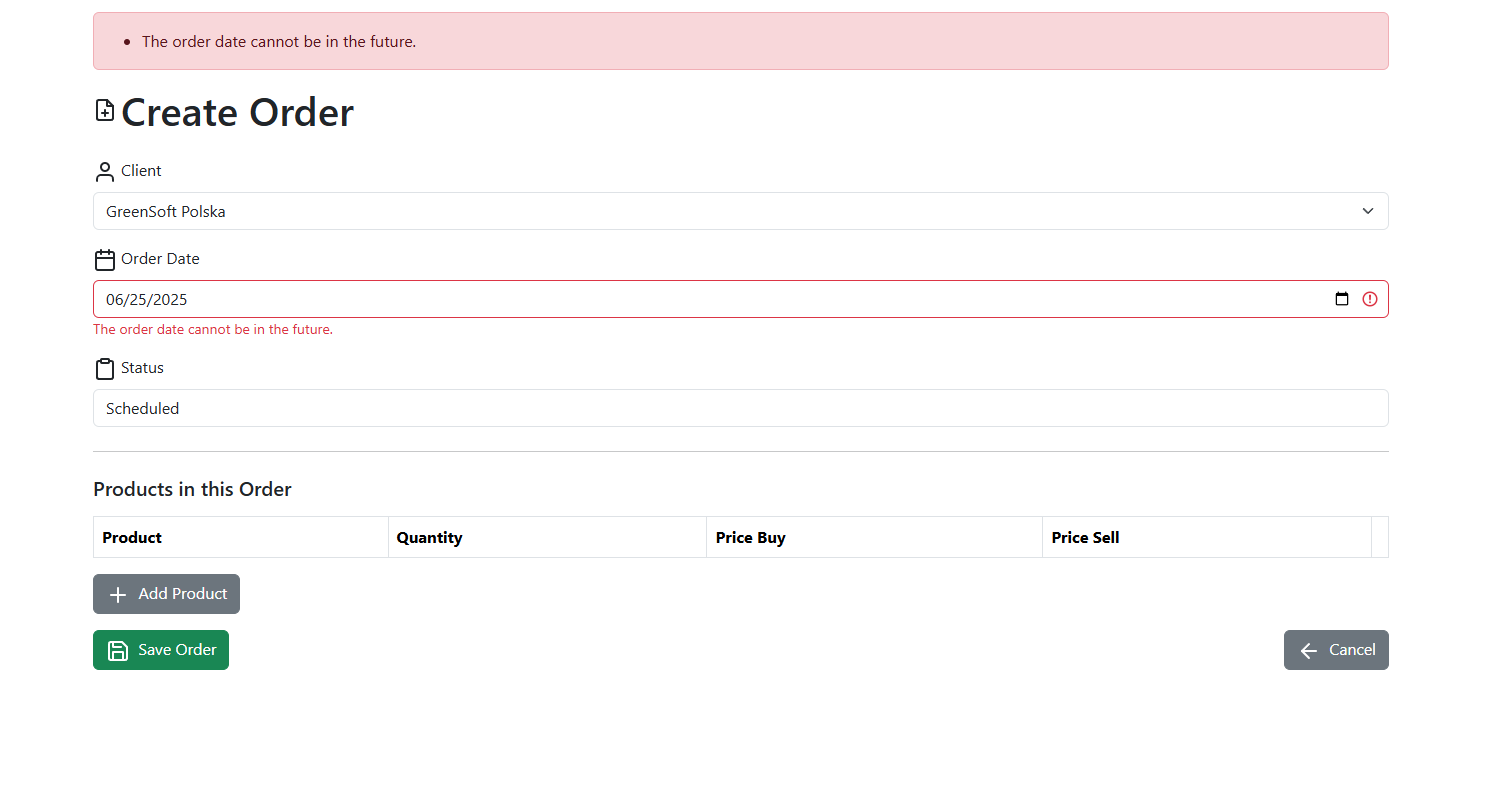 The order date cannot be in the future.
Create Order
Client
GreenSoft Polska
Order Date
06/25/2025
The order date cannot be in the future.
Status
Scheduled
Products in this Order
Product Quantity Price Buy Price Sell
Add Product
Save Order Cancel